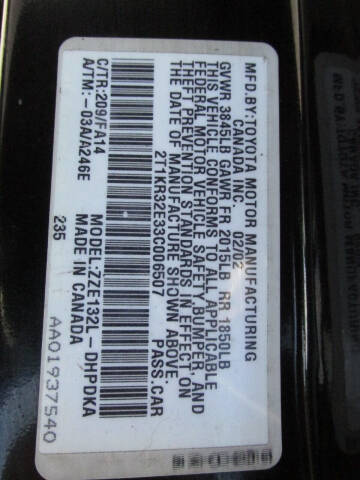 MFD.BY:TOYOTA MOTOR MANUFACTURING
CANADA INC. 02/02
GVWR 3845LB GAWR FR 2015LB RR 1850LB
THIS VEHICLE CONFORMS TO ALL APPLICABLE
FEDERAL MOTOR VEHICLE SAFETY,BUMPER, AND
THEFT PREVENTION STANDARDS IN EFFECT ON
THE DATE OF MANUFACTURE SHOWN ABOVE.
2T1KR32E33C006507 PASS.CAR
C/TR:209/FA14 MODEL:ZZE132L-DHPDKA
A/TM:-03A/A246E MADE IN CANADA
235
AA01937540